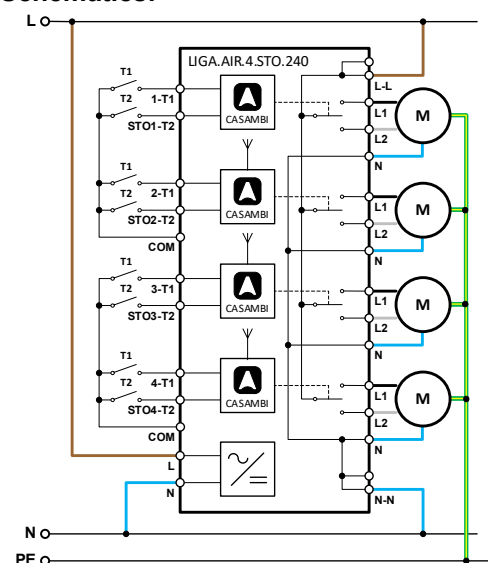 Schematics:
L
LIGA.AIR.4.STO.240
T1
1-T1
T2
STO1-T2
CASAMBI
L-L
L1
M
L2
N
T1
2-T1
T2
STO2-T2
CASAMBI
COM
L1
M
L2
N
T1
3-T1
T2
STO3-T2
CASAMBI
L1
M
L2
N
T1
4-T1
T2
STO4-T2
CASAMBI
COM
L1
M
L2
N
L
N
N-N
N
PE